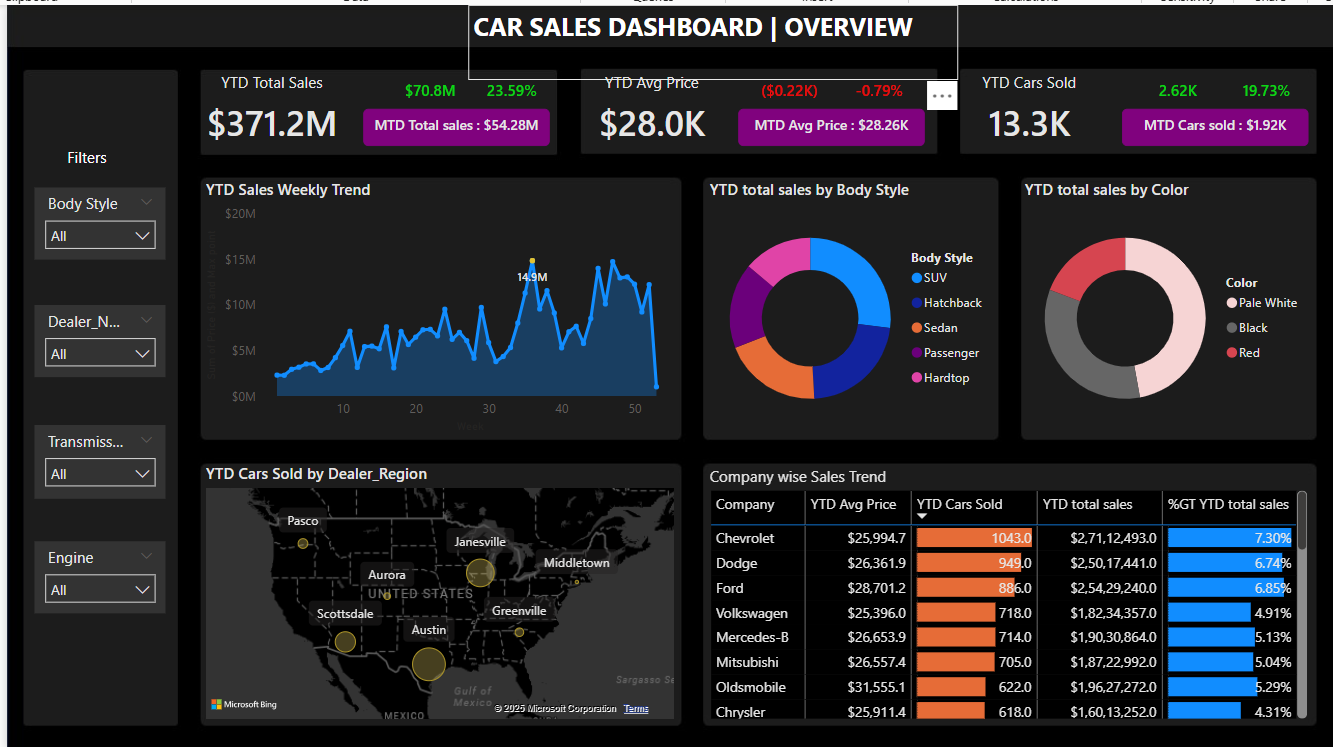 CAR SALES DASHBOARD | OVERVIEW
YTD Total Sales
$70.8M 23.59%
$371.2M
MTD Total sales : $54.28M
YTD Avg Price
($0.22K) -0.79%
$28.0K
MTD Avg Price : $28.26K
YTD Cars Sold
2.62K 19.73%
13.3K
MTD Cars sold : $1.92K
Filters
Body Style
All
Dealer_N...
All
Transmiss...
All
Engine
All
YTD Sales Weekly Trend
$20M
$15M
$10M
$5M
$0M
14.9M
10 20 30 40 50
YTD total sales by Body Style
Body Style
SUV
Hatchback
Sedan
Passenger
Hardtop
YTD total sales by Color
Color
Pale White
Black
Red
YTD Cars Sold by Dealer_Region
Pasco
Janesville
Middletown
Aurora
UNITED STATES
Scottsdale
Greenville
Austin
Gulf of
Mexico
MEXICO
Sargasso Se
Microsoft Bing
© 2025 Microsoft Corporation Terms
Company wise Sales Trend
Company YTD Avg Price YTD Cars Sold YTD total sales %GT YTD total sales
Chevrolet $25,994.7 1043.0 $2,71,12,493.0 7.30%
Dodge $26,361.9 949.0 $2,50,17,441.0 6.74%
Ford $28,701.2 886.0 $2,54,29,240.0 6.85%
Volkswagen $25,396.0 718.0 $1,82,34,357.0 4.91%
Mercedes-B $26,653.9 714.0 $1,90,30,864.0 5.13%
Mitsubishi $26,557.4 705.0 $1,87,22,992.0 5.04%
Oldsmobile $31,555.1 622.0 $1,96,27,272.0 5.29%
Chrysler $25,911.4 618.0 $1,60,13,252.0 4.31%